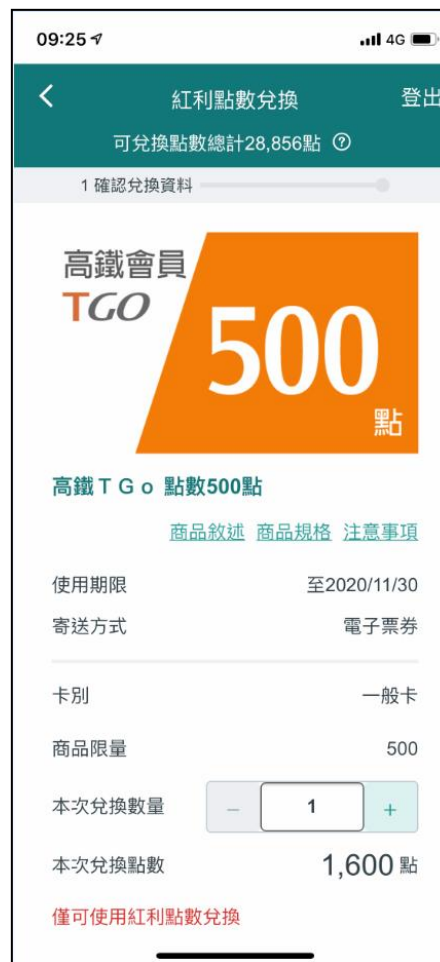 09:25 4G
紅利點數兌換 登出
可兌換點數總計28,856點 ?
1 確認兌換資料
高鐵會員
TGO
500
點
高鐵ＴＧｏ 點數500點
商品敘述 商品規格 注意事項
使用期限 至2020/11/30
寄送方式 電子票券
卡別 一般卡
商品限量 500
本次兌換數量 − 1 +
本次兌換點數 1,600 點
僅可使用紅利點數兌換